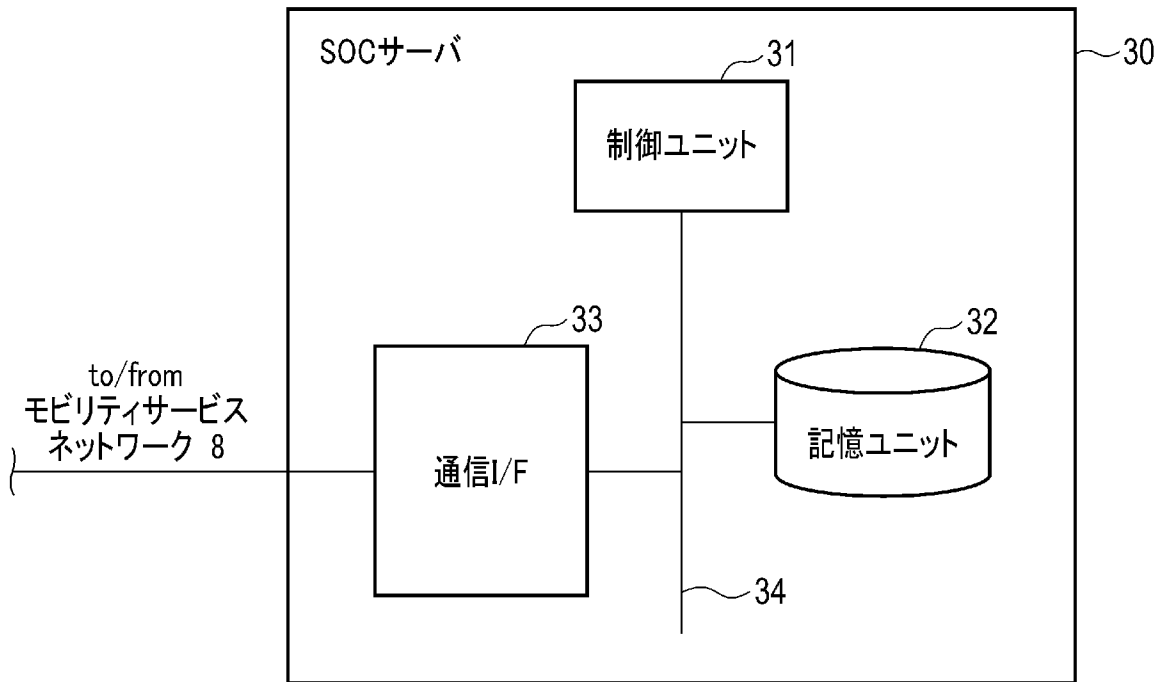 SOCサーバ
30
31
制御ユニット
33
32
to/from
モビリティサービス
ネットワーク 8
通信I/F
記憶ユニット
34